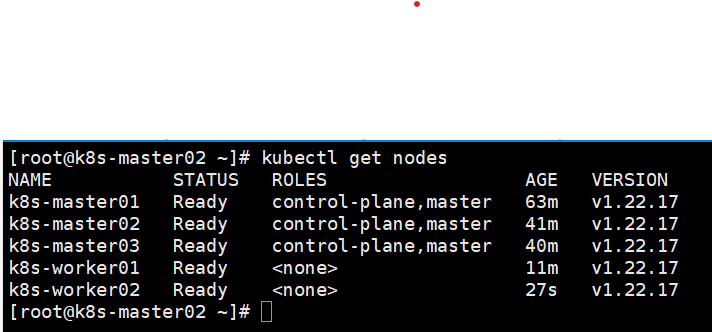 [root@k8s-master02 ~]# kubectl get nodes
NAME           STATUS   ROLES                  AGE   VERSION
k8s-master01   Ready    control-plane,master   63m   v1.22.17
k8s-master02   Ready    control-plane,master   41m   v1.22.17
k8s-master03   Ready    control-plane,master   40m   v1.22.17
k8s-worker01   Ready    <none>                 11m   v1.22.17
k8s-worker02   Ready    <none>                 27s   v1.22.17
[root@k8s-master02 ~]#